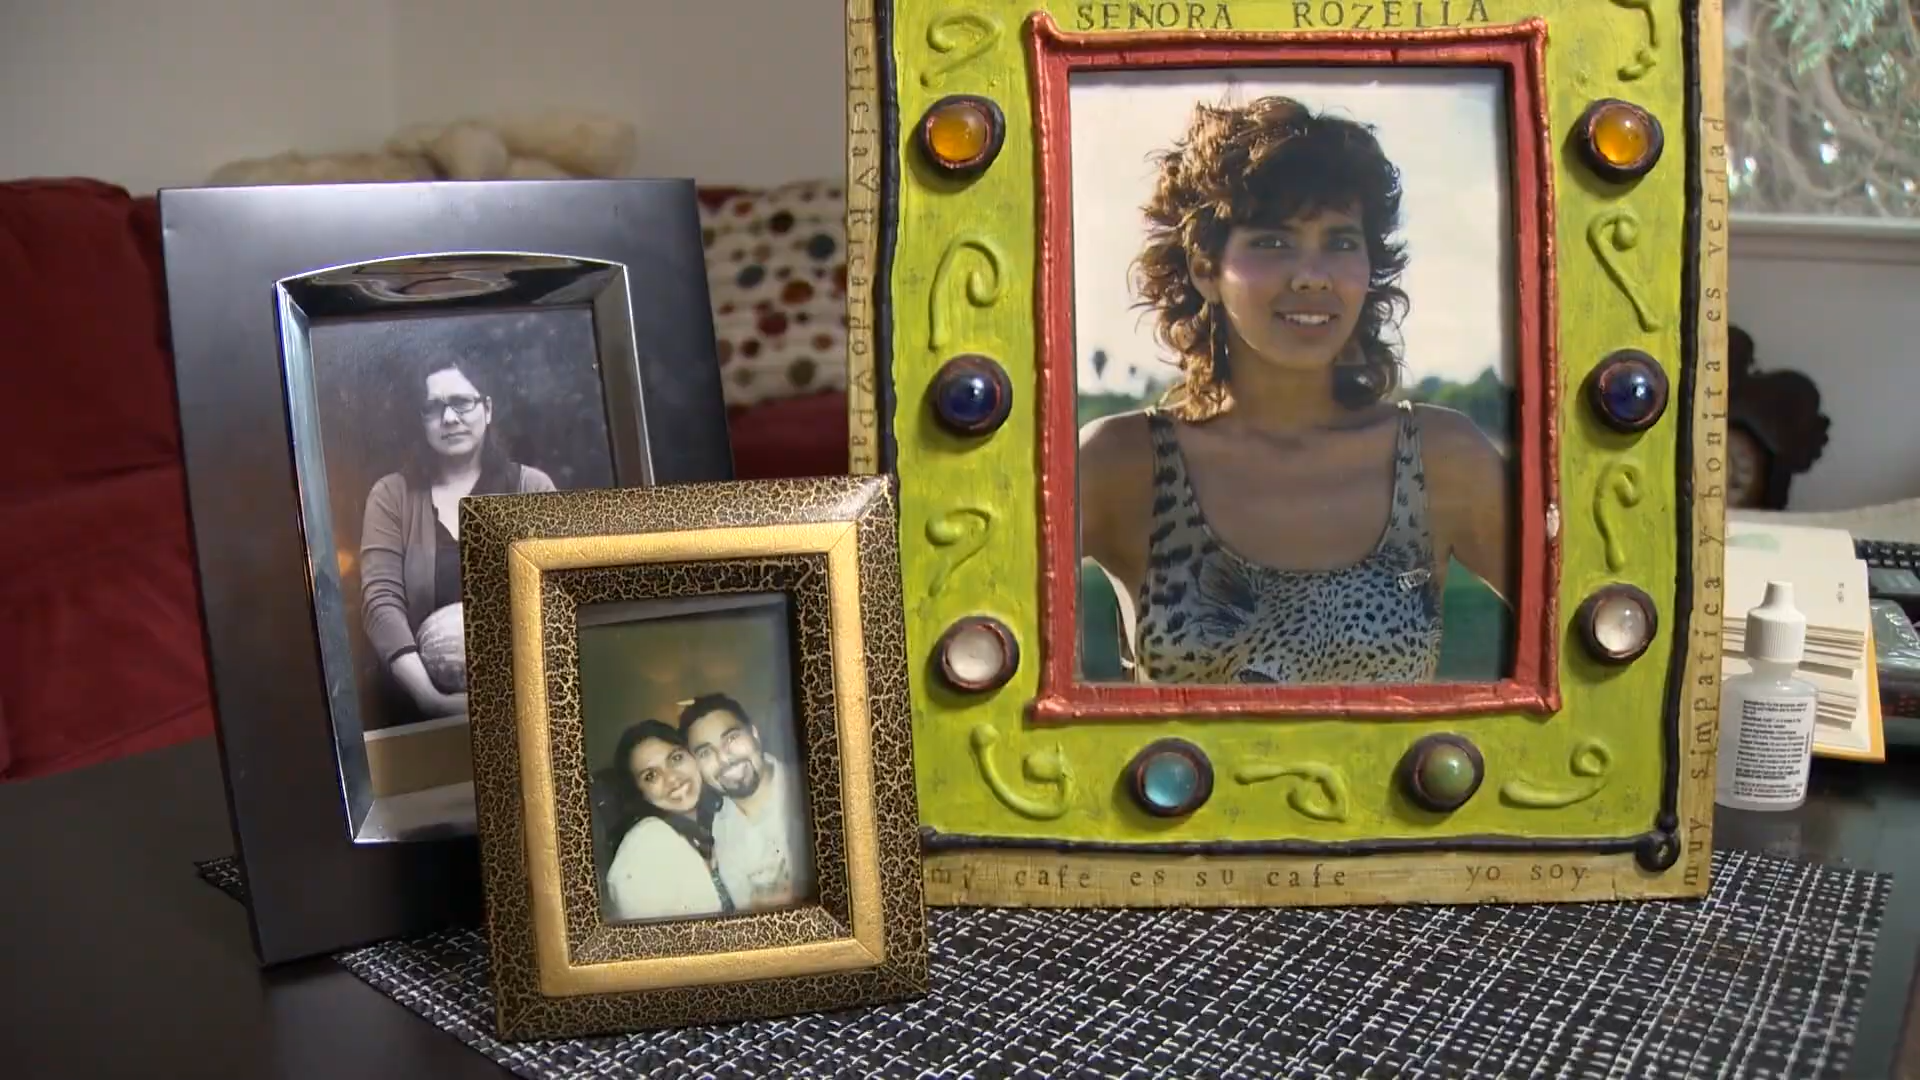 SENORA ROZELLA
Leticia y Ricardo y Pat
my cafe es su cafe yo soy
muy simpatica y bonita es verdad